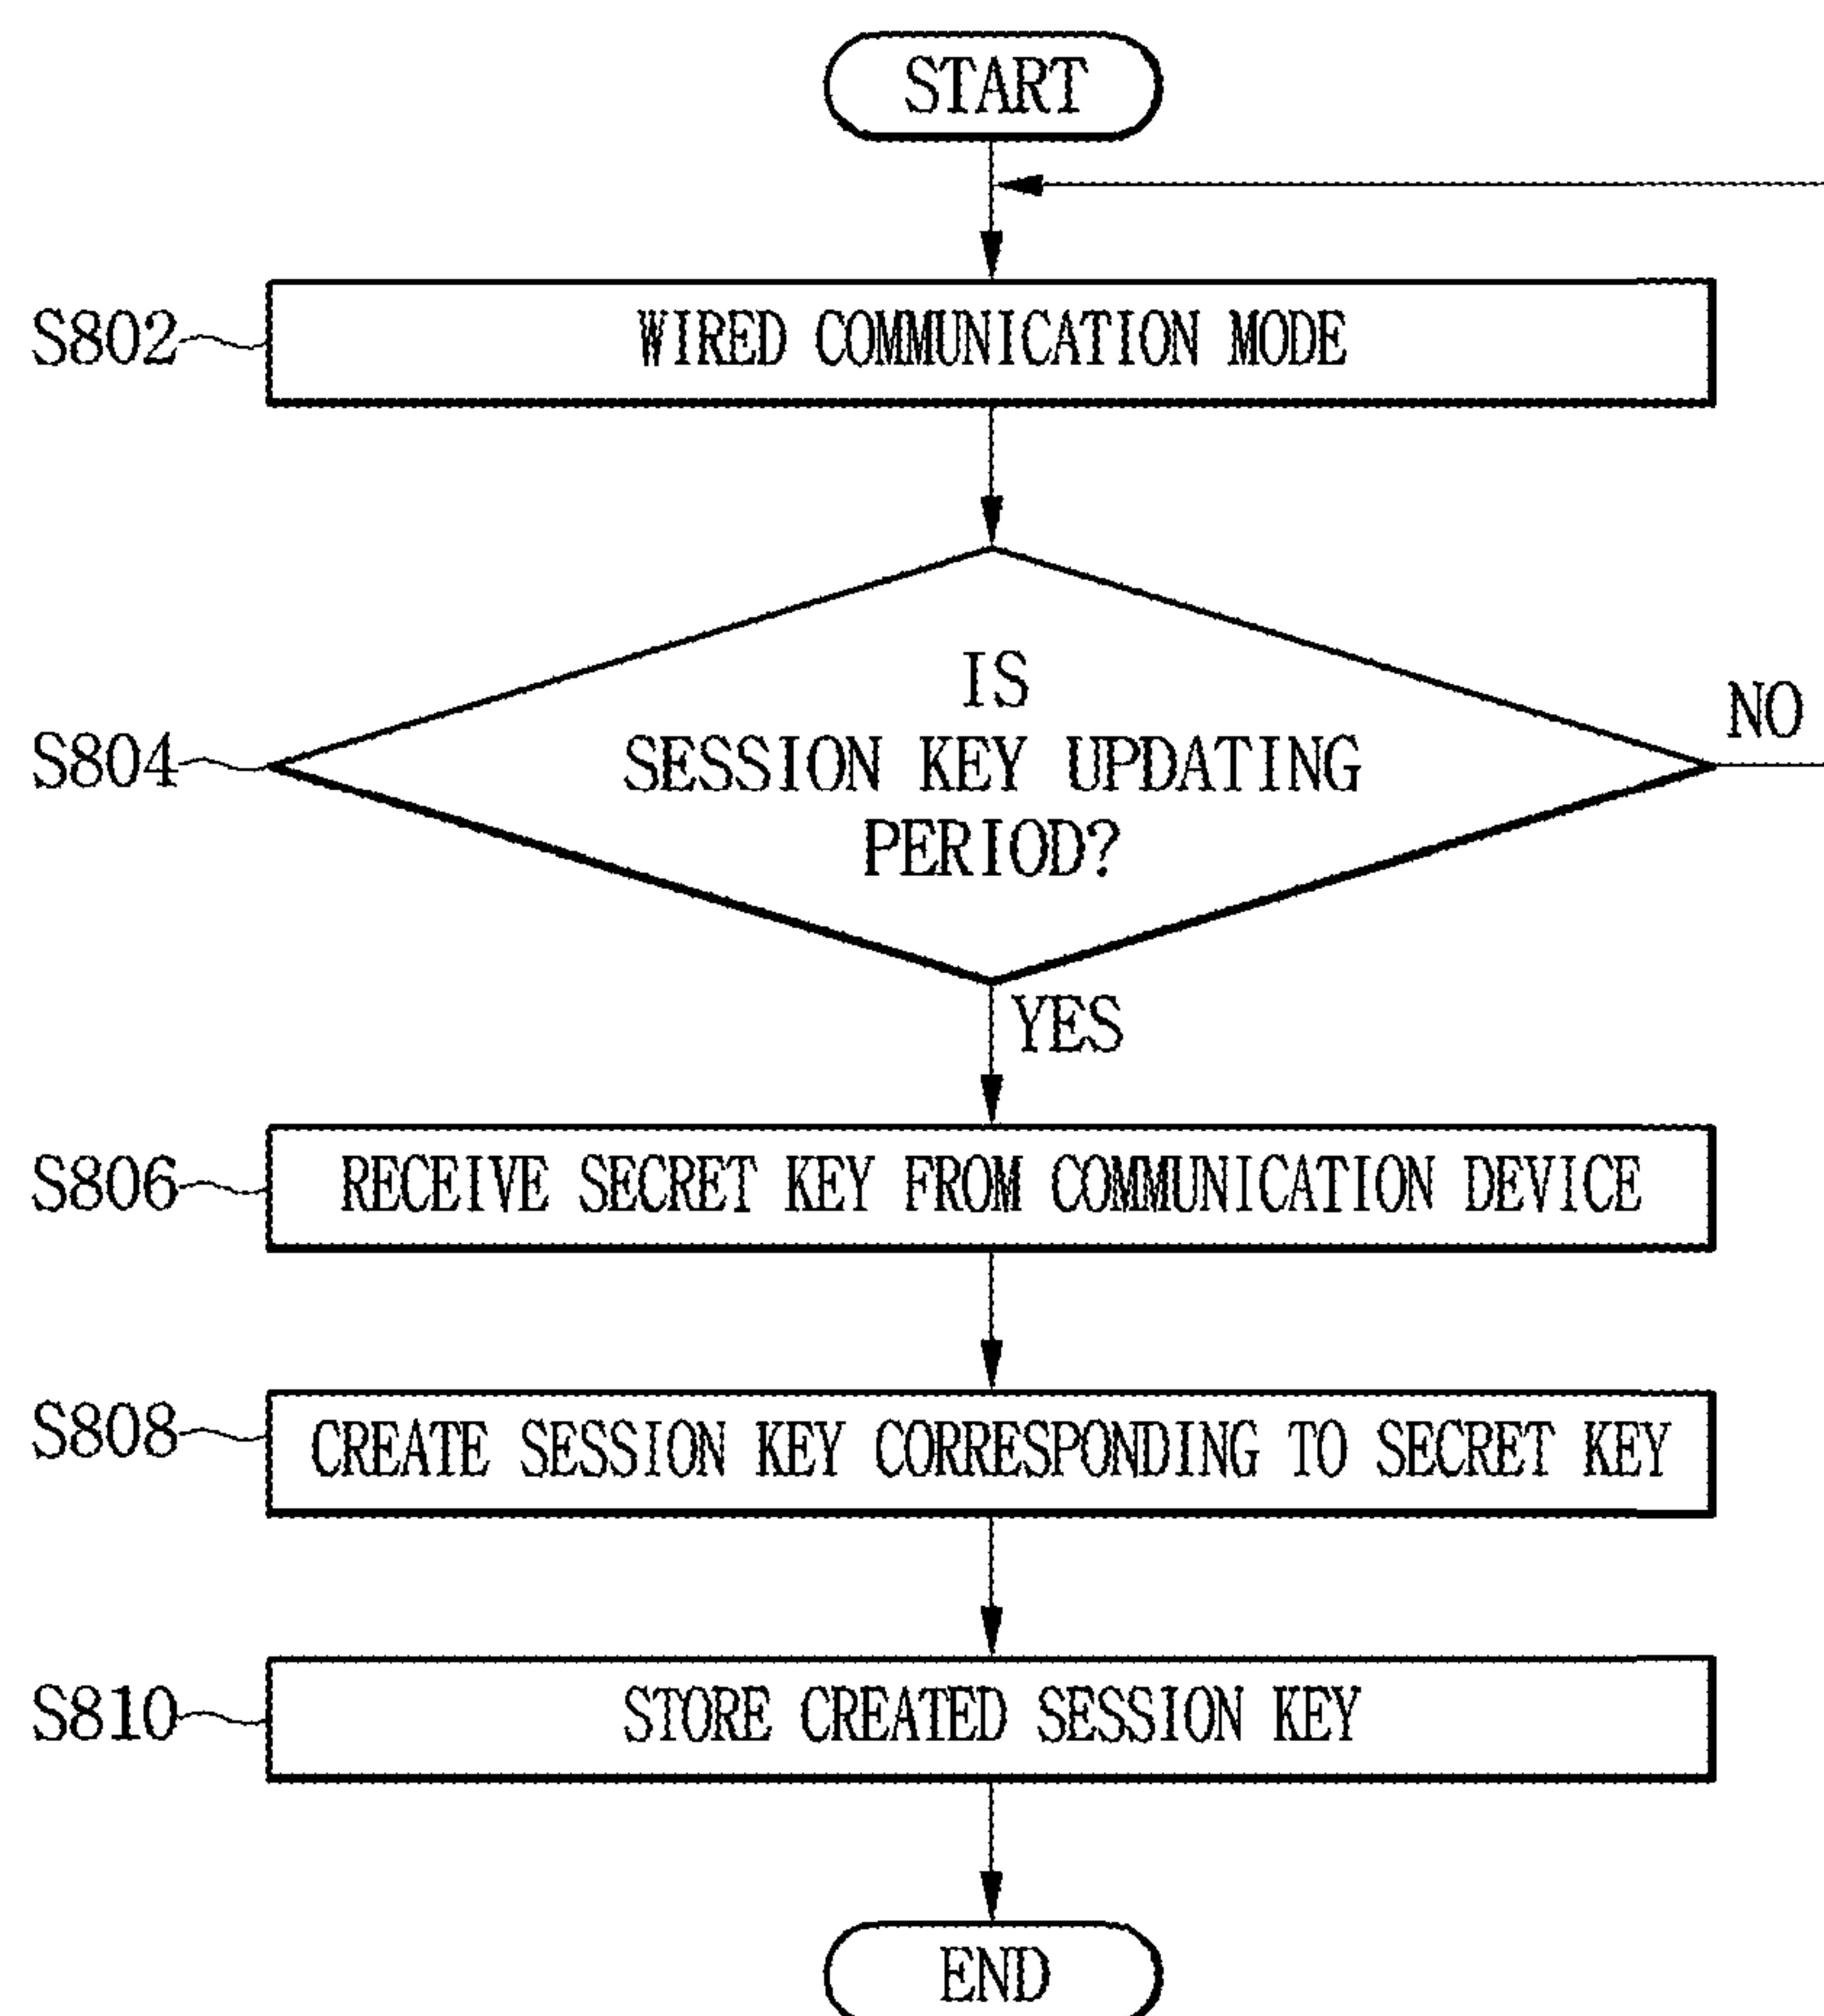 START
S802
WIRED COMMUNICATION MODE
S804
IS
SESSION KEY UPDATING
PERIOD?
NO
YES
S806
RECEIVE SECRET KEY FROM COMMUNICATION DEVICE
S808
CREATE SESSION KEY CORRESPONDING TO SECRET KEY
S810
STORE CREATED SESSION KEY
END